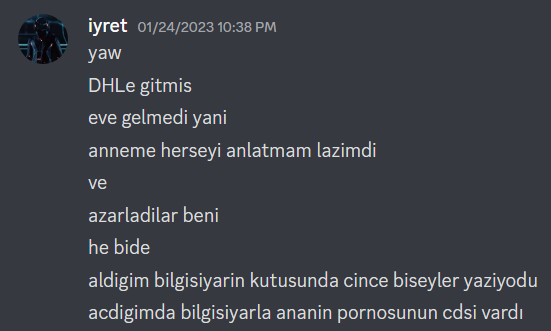 iyret 01/24/2023 10:38 PM
yaw
DHLe gitmis
eve gelmedi yani
anneme herseyi anlatmam lazimdi
ve
azarladilar beni
he bide
aldigim bilgisiyarin kutusunda cince biseyler yaziyodu
acdigimda bilgisiyarla ananin pornosunun cdsi vardı